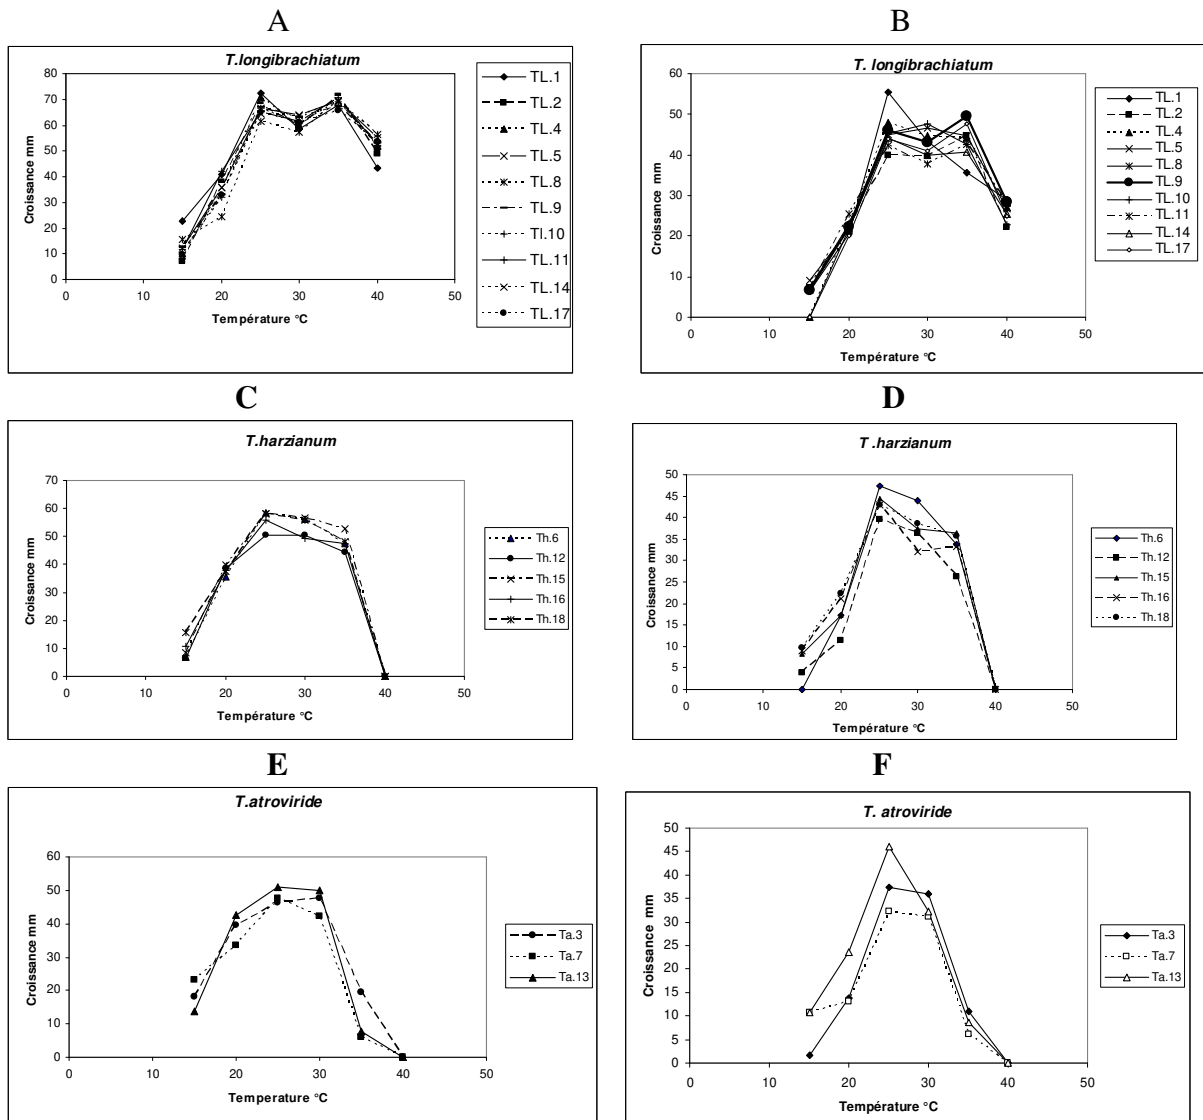 A
B
T.longibrachiatum
80
70
60
50
40
30
20
10
0
Croissance mm
0 10 20 30 40 50
Température °C
TL.1
TL.2
TL.4
TL.5
TL.8
TL.9
Tl.10
TL.11
TL.14
TL.17
T. longibrachiatum
60
50
40
30
20
10
0
Croissance mm
0 10 20 30 40 50
Température °C
TL.1
TL.2
TL.4
TL.5
TL.8
TL.9
TL.10
TL.11
TL.14
TL.17
C
D
T.harzianum
70
60
50
40
30
20
10
0
Croissance mm
0 10 20 30 40 50
Température °C
Th.6
Th.12
Th.15
Th.16
Th.18
T .harzianum
50
45
40
35
30
25
20
15
10
5
0
Croissance mm
0 10 20 30 40 50
Température °C
Th.6
Th.12
Th.15
Th.16
Th.18
E
F
T.atroviride
60
50
40
30
20
10
0
Croissance mm
0 10 20 30 40 50
Temperature °C
Ta.3
Ta.7
Ta.13
T. atroviride
50
45
40
35
30
25
20
15
10
5
0
Croissance mm
0 10 20 30 40 50
Température °C
Ta.3
Ta.7
Ta.13